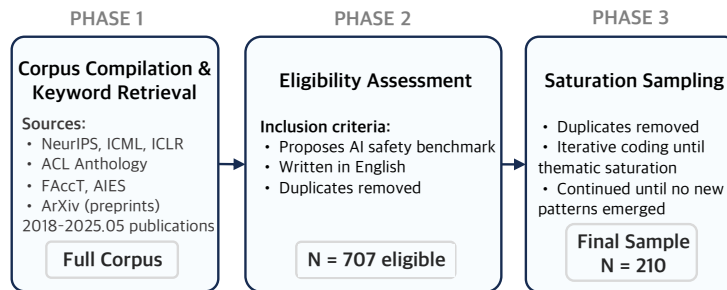 PHASE 1
Corpus Compilation &
Keyword Retrieval
Sources:
• NeurIPS, ICML, ICLR
• ACL Anthology
• FAccT, AIES
• ArXiv (preprints)
2018-2025.05 publications
Full Corpus
PHASE 2
Eligibility Assessment
Inclusion criteria:
• Proposes AI safety benchmark
• Written in English
• Duplicates removed
N = 707 eligible
PHASE 3
Saturation Sampling
• Duplicates removed
• Iterative coding until
thematic saturation
• Continued until no new
patterns emerged
Final Sample
N = 210